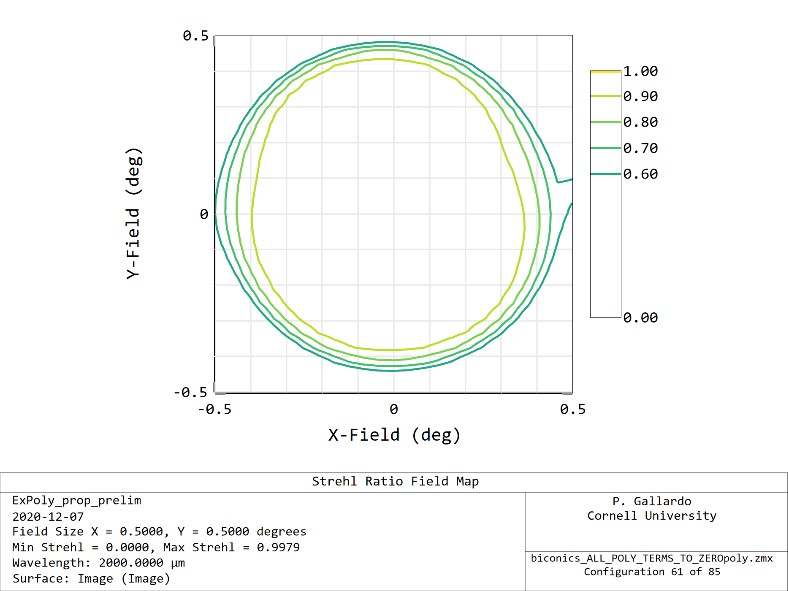 0.5
0
-0.5
-0.5
0
0.5
Y-Field (deg)
X-Field (deg)
1.00
0.90
0.80
0.70
0.60
0.00
Strehl Ratio Field Map
ExPoly_prop_prelim
2020-12-07
Field Size X = 0.5000, Y = 0.5000 degrees
Min Strehl = 0.0000, Max Strehl = 0.9979
Wavelength: 2000.0000 µm
Surface: Image (Image)
P. Gallardo
Cornell University
biconics_ALL_POLY_TERMS_TO_ZEROpoly.zmx
Configuration 61 of 85